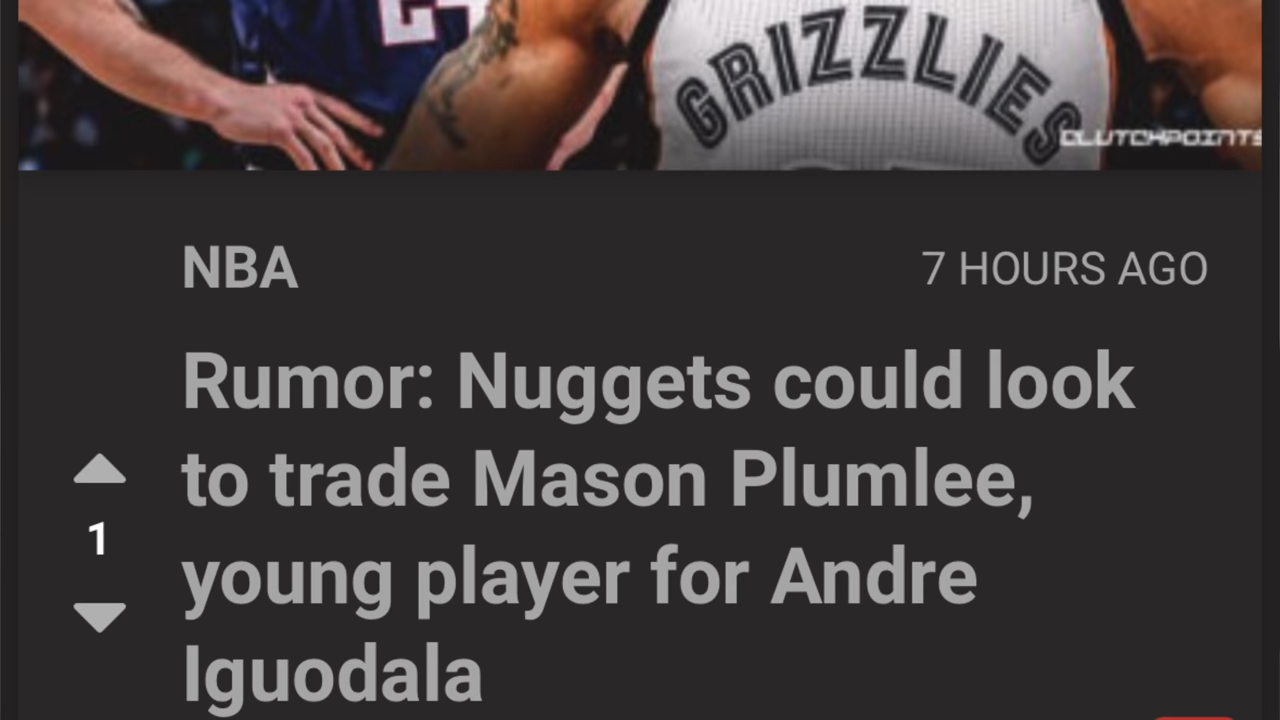 GRIZZLIES
CLUTCHPOINTS
NBA
7 HOURS AGO
Rumor: Nuggets could look
to trade Mason Plumlee,
1
young player for Andre
Iguodala